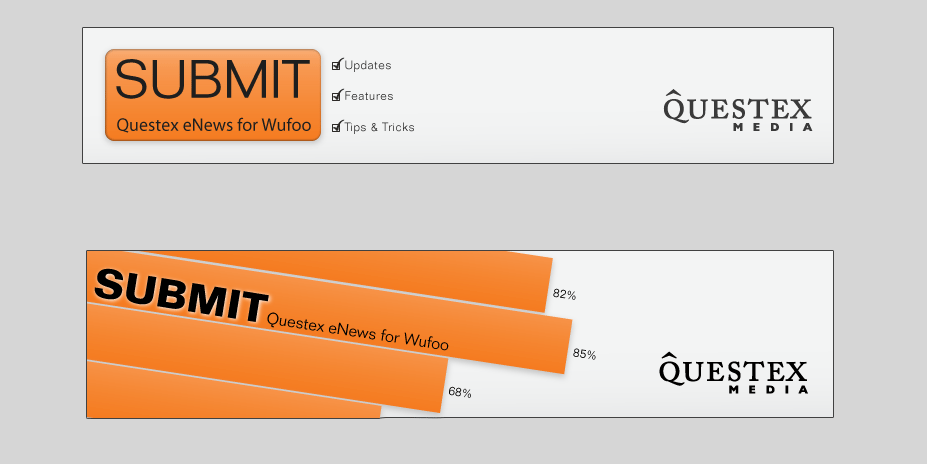 SUBMIT
Questex eNews for Wufoo
Updates
Features
Tips & Tricks
QUESTEX
MEDIA
SUBMIT
Questex eNews for Wufoo
82%
85%
68%
QUESTEX
MEDIA